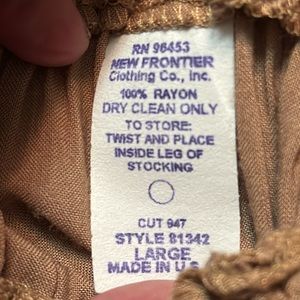 RN 96453
NEW FRONTIER
Clothing Co., Inc.
100% RAYON
DRY CLEAN ONLY
TO STORE:
TWIST AND PLACE
INSIDE LEG OF
STOCKING
CUT 947
STYLE 81342
LARGE
MADE IN U.S.